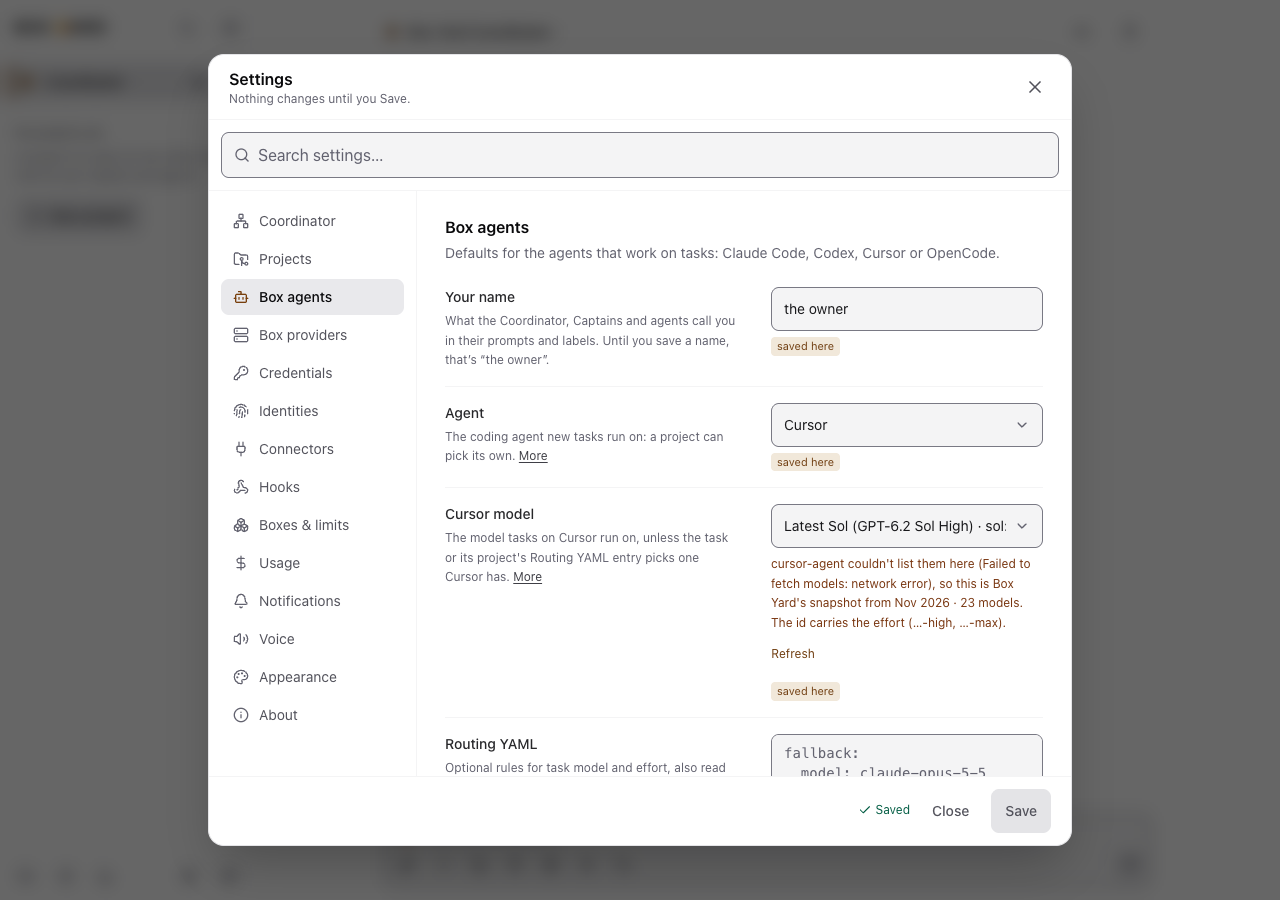 Settings
Nothing changes until you Save.
Search settings...
Coordinator
Projects
Box agents
Box providers
Credentials
Identities
Connectors
Hooks
Boxes & limits
Usage
Notifications
Voice
Appearance
About
Box agents
Defaults for the agents that work on tasks: Claude Code, Codex, Cursor or OpenCode.
Your name
What the Coordinator, Captains and agents call you
in their prompts and labels. Until you save a name,
that's “the owner”.
the owner
saved here
Agent
The coding agent new tasks run on: a project can
pick its own. More
Cursor
saved here
Cursor model
The model tasks on Cursor run on, unless the task
or its project's Routing YAML entry picks one
Cursor has. More
Latest Sol (GPT-6.2 Sol High) · sol:
cursor-agent couldn't list them here (Failed to
fetch models: network error), so this is Box
Yard's snapshot from Nov 2026 · 23 models.
The id carries the effort (…-high, …-max).
Refresh
saved here
Routing YAML
Optional rules for task model and effort, also read
fallback:
model: claude-opus-5-5
Saved
Close
Save